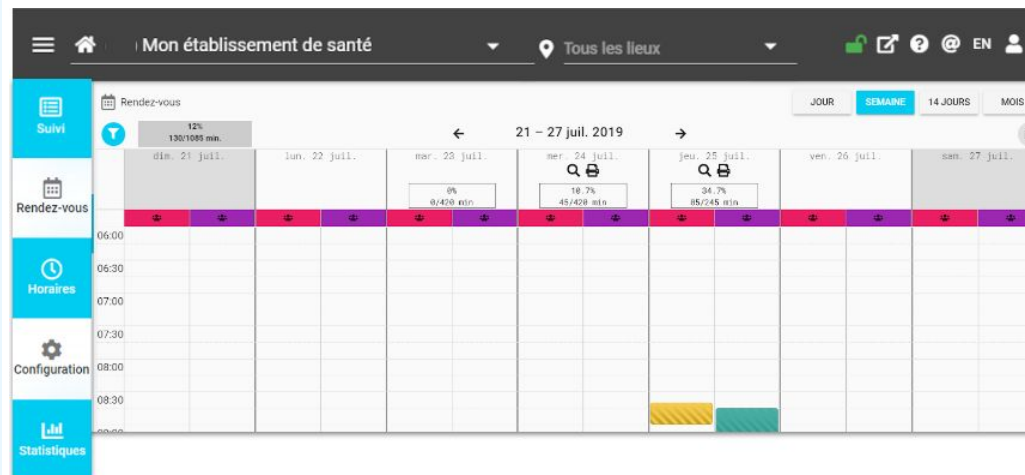 Mon établissement de santé
Tous les lieux
EN
Suivi
Rendez-vous
Horaires
Configuration
Statistiques
Rendez-vous
JOUR SEMAINE 14 JOURS MOIS
12%
130/1085 min.
21 – 27 juil. 2019
dim. 21 juil. lun. 22 juil. mar. 23 juil. mer. 24 juil. jeu. 25 juil. ven. 26 juil. sam. 27 juil.
0% 10.7% 34.7%
0/420 min 45/420 min 85/245 min
06:00
06:30
07:00
07:30
08:00
08:30